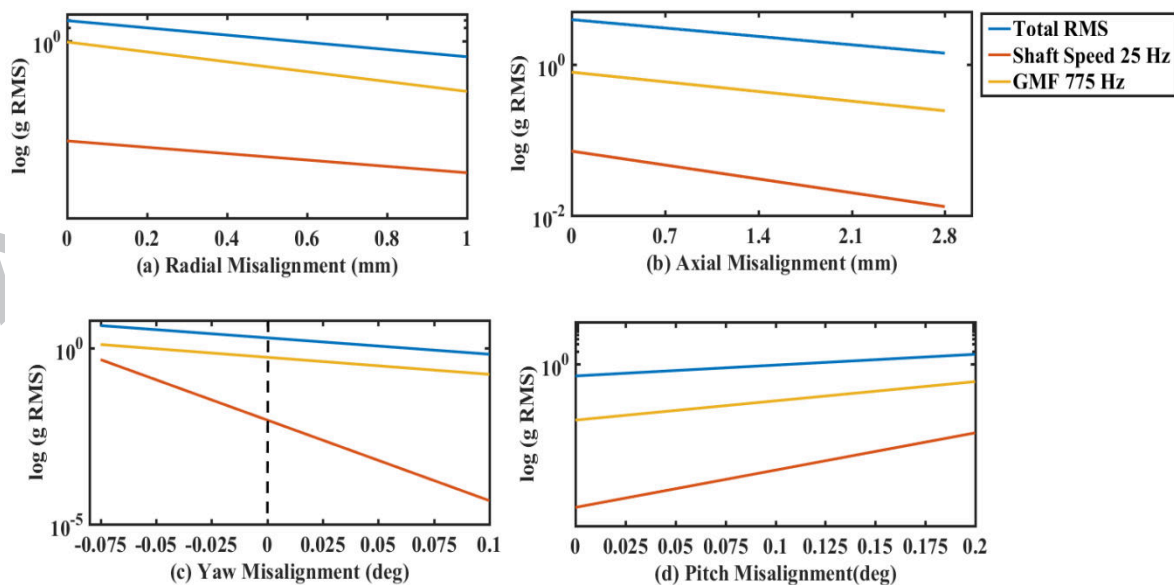 10^0
log (g RMS)
0 0.2 0.4 0.6 0.8 1
(a) Radial Misalignment (mm)
10^0
10^-2
log (g RMS)
0 0.7 1.4 2.1 2.8
(b) Axial Misalignment (mm)
Total RMS
Shaft Speed 25 Hz
GMF 775 Hz
10^0
10^-5
log (g RMS)
-0.075 -0.05 -0.025 0 0.025 0.05 0.075 0.1
(c) Yaw Misalignment (deg)
10^0
log (g RMS)
0 0.025 0.05 0.075 0.1 0.125 0.15 0.175 0.2
(d) Pitch Misalignment(deg)